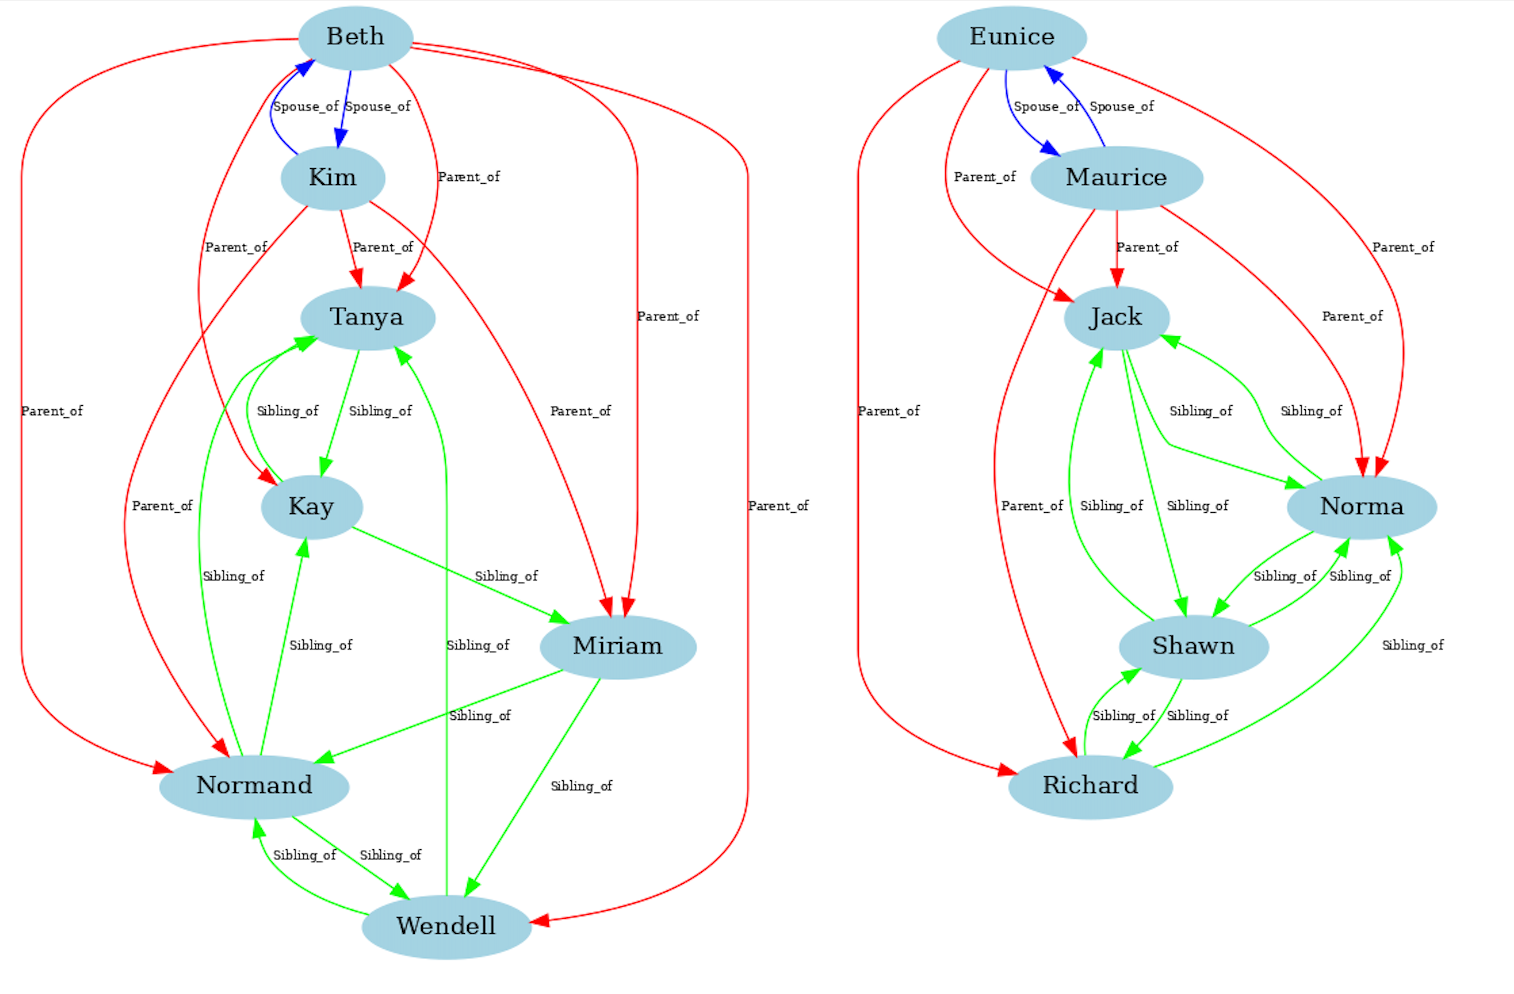 Beth
Eunice
Spouse_of
Spouse_of
Spouse_of
Spouse_of
Kim
Parent_of
Parent_of
Maurice
Parent_of
Parent_of
Parent_of
Parent_of
Tanya
Parent_of
Jack
Parent_of
Parent_of
Sibling_of
Sibling_of
Parent_of
Parent_of
Sibling_of
Sibling_of
Parent_of
Kay
Parent_of
Parent_of
Sibling_of
Sibling_of
Norma
Sibling_of
Sibling_of
Sibling_of
Sibling_of
Sibling_of
Sibling_of
Miriam
Shawn
Sibling_of
Sibling_of
Sibling_of
Sibling_of
Normand
Sibling_of
Richard
Sibling_of
Sibling_of
Wendell